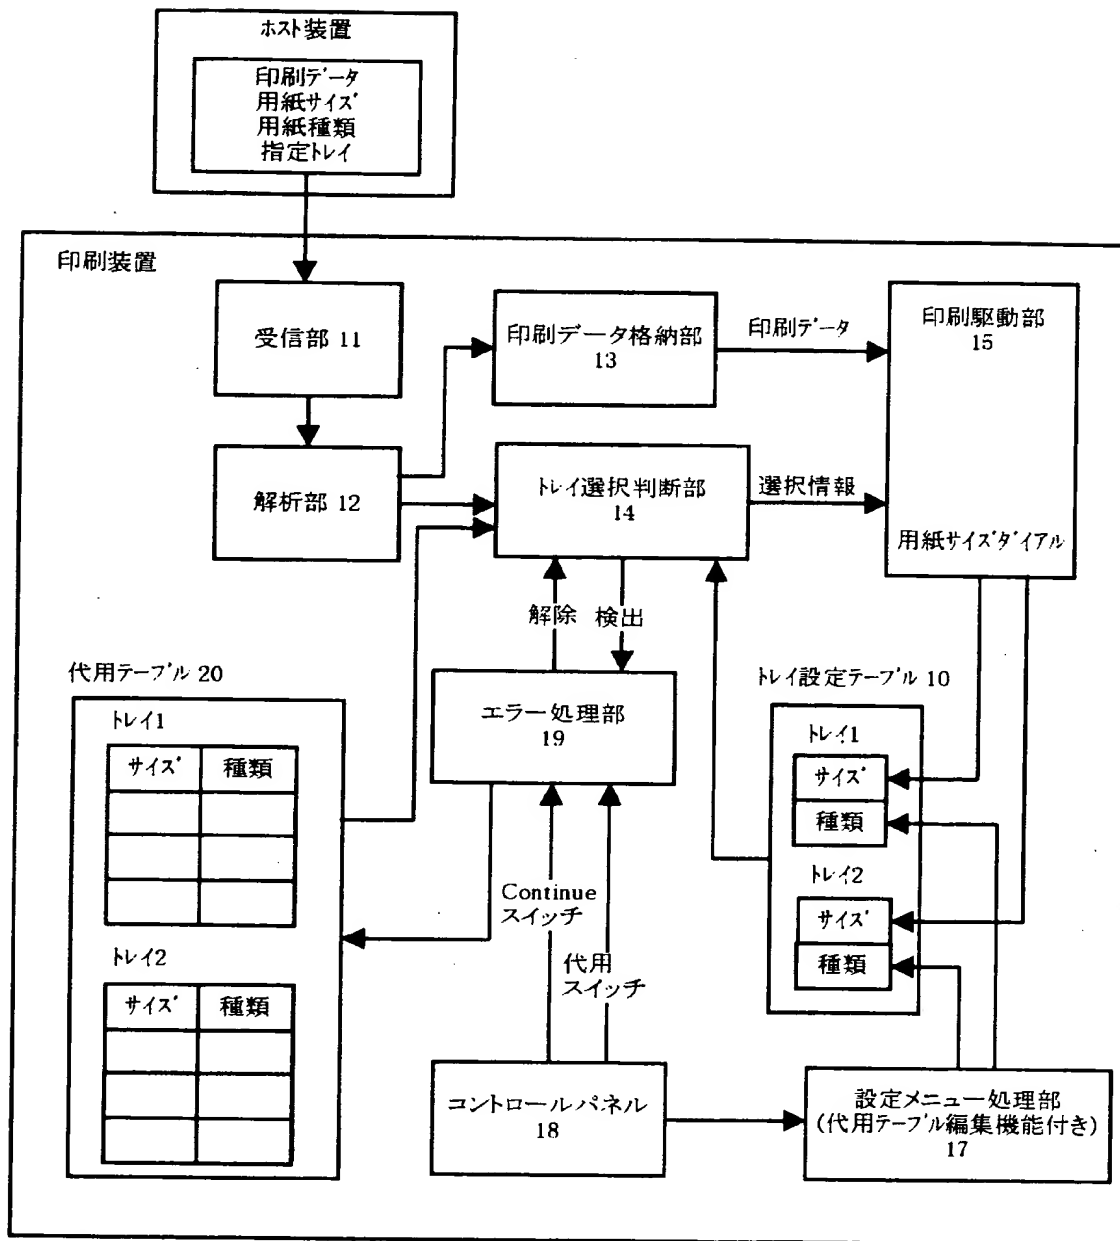 ホスト装置
印刷データ
用紙サイズ
用紙種類
指定トレイ
印刷装置
受信部 11
印刷データ格納部
13
印刷データ
印刷駆動部
15
解析部 12
トレイ選択判断部
14
選択情報
用紙サイズダイアル
解除
検出
代用テーブル 20
トレイ1
サイズ 種類
トレイ2
サイズ 種類
エラー処理部
19
トレイ設定テーブル 10
トレイ1
サイズ
種類
トレイ2
サイズ
種類
Continue
スイッチ
代用
スイッチ
コントロールパネル
18
設定メニュー処理部
(代用テーブル編集機能付き)
17